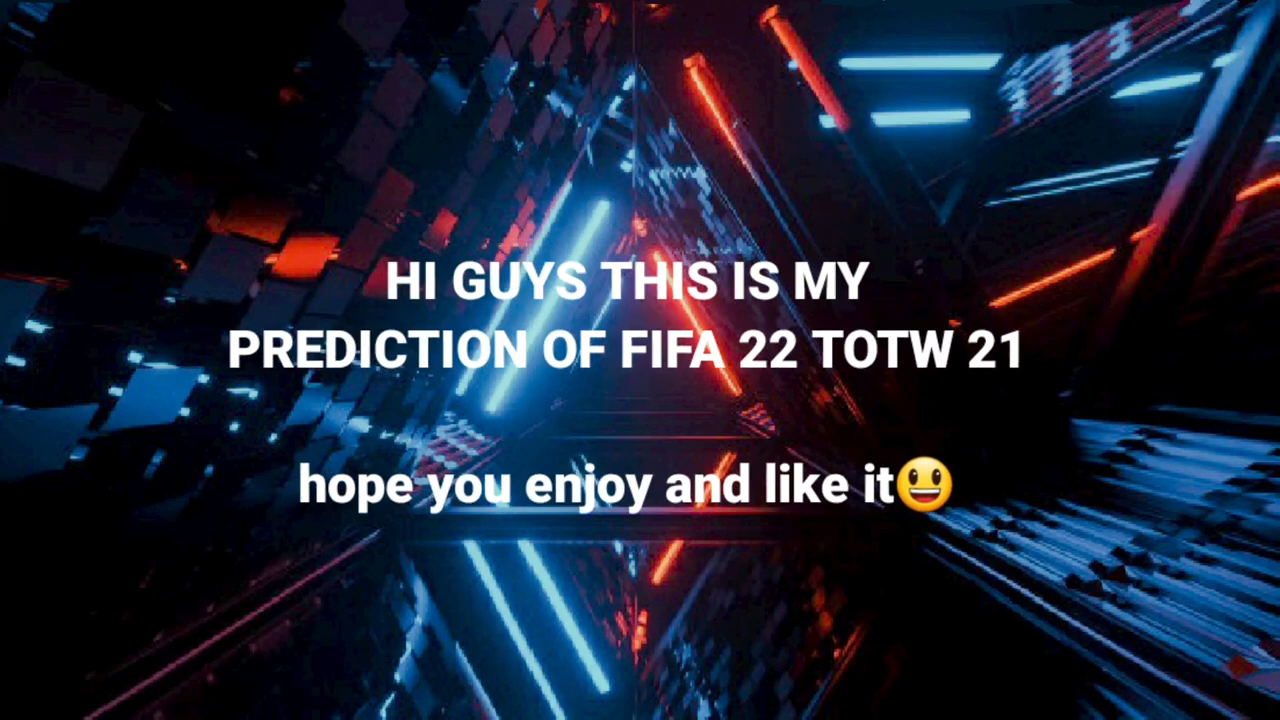 HI GUYS THIS IS MY
PREDICTION OF FIFA 22 TOTW 21
hope you enjoy and like it😃